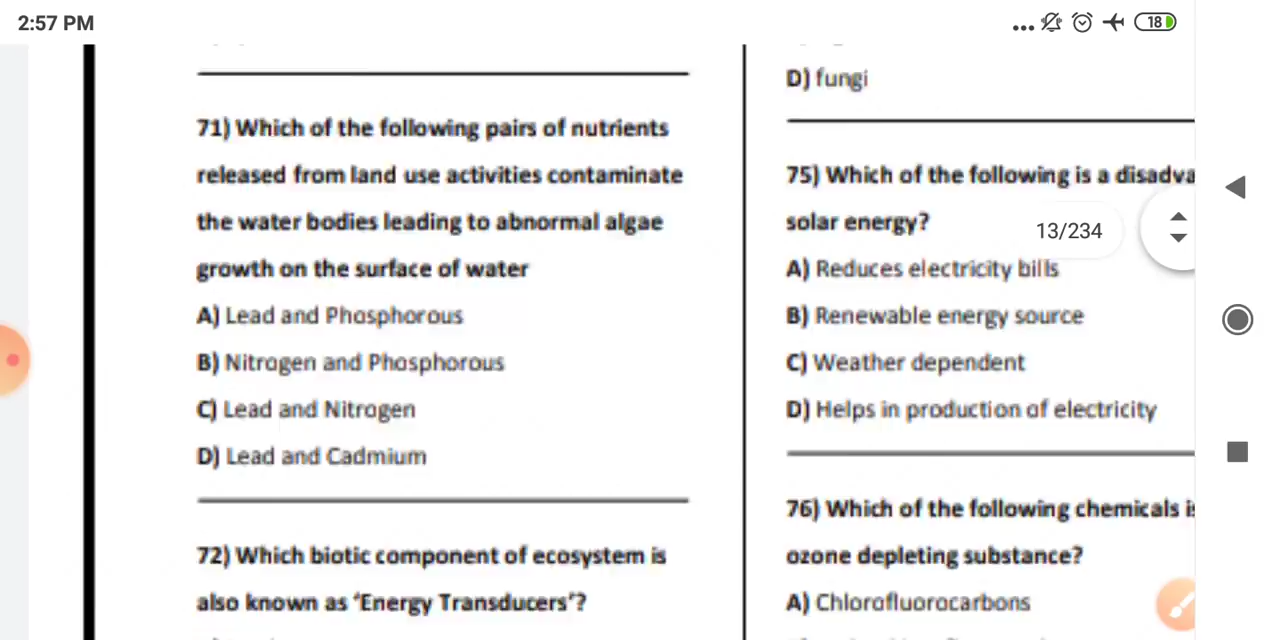 2:57 PM
18
71) Which of the following pairs of nutrients
released from land use activities contaminate
the water bodies leading to abnormal algae
growth on the surface of water
A) Lead and Phosphorous
B) Nitrogen and Phosphorous
C) Lead and Nitrogen
D) Lead and Cadmium
72) Which biotic component of ecosystem is
also known as ‘Energy Transducers’?
D) fungi
75) Which of the following is a disadva
solar energy?
13/234
A) Reduces electricity bills
B) Renewable energy source
C) Weather dependent
D) Helps in production of electricity
76) Which of the following chemicals is
ozone depleting substance?
A) Chlorofluorocarbons